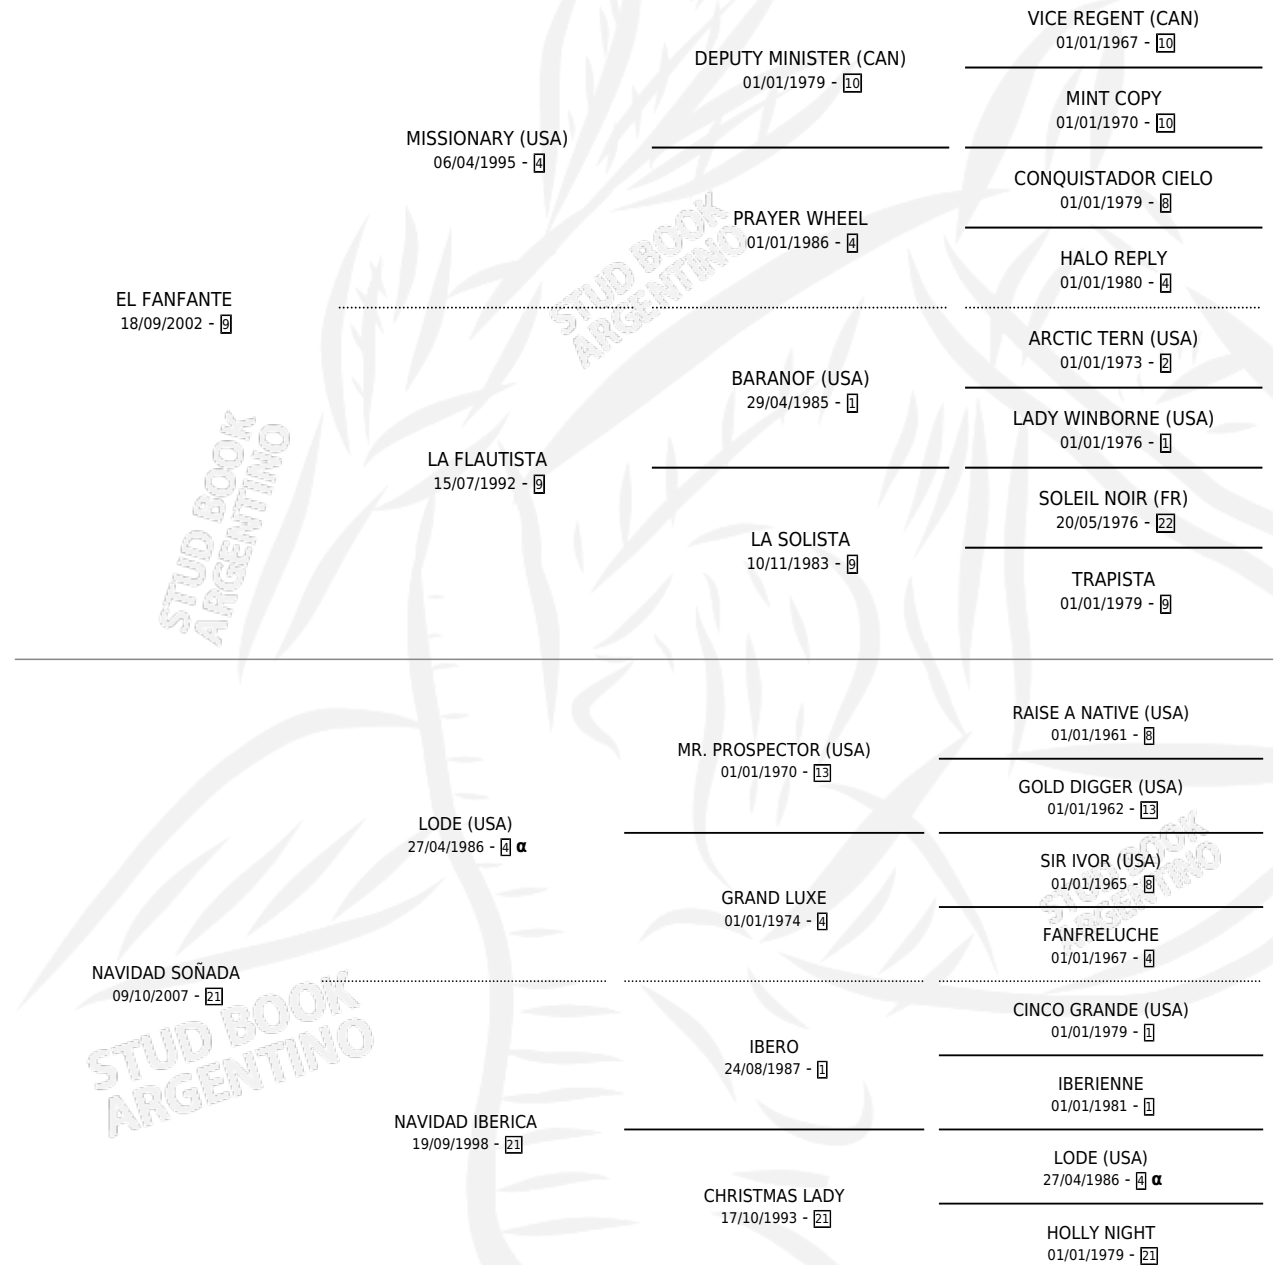 VICE REGENT (CAN)
01/01/1967 - 10
DEPUTY MINISTER (CAN)
01/01/1979 - 10
MINT COPY
01/01/1970 - 10
MISSIONARY (USA)
06/04/1995 - 4
CONQUISTADOR CIELO
01/01/1979 - 8
PRAYER WHEEL
01/01/1986 - 4
HALO REPLY
01/01/1980 - 4
EL FANFANTE
18/09/2002 - 9
ARCTIC TERN (USA)
01/01/1973 - 2
BARANOF (USA)
29/04/1985 - 1
LADY WINBORNE (USA)
01/01/1976 - 1
LA FLAUTISTA
15/07/1992 - 9
SOLEIL NOIR (FR)
20/05/1976 - 22
LA SOLISTA
10/11/1983 - 9
TRAPISTA
01/01/1979 - 9
RAISE A NATIVE (USA)
01/01/1961 - 8
MR. PROSPECTOR (USA)
01/01/1970 - 13
GOLD DIGGER (USA)
01/01/1962 - 13
LODE (USA)
27/04/1986 - 4 α
SIR IVOR (USA)
01/01/1965 - 8
GRAND LUXE
01/01/1974 - 4
FANFRELUCHE
01/01/1967 - 4
NAVIDAD SOÑADA
09/10/2007 - 21
CINCO GRANDE (USA)
01/01/1979 - 1
IBERO
24/08/1987 - 1
IBERIENNE
01/01/1981 - 1
NAVIDAD IBERICA
19/09/1998 - 21
LODE (USA)
27/04/1986 - 4 α
CHRISTMAS LADY
17/10/1993 - 21
HOLLY NIGHT
01/01/1979 - 21
STUD BOOK
ARGENTINO
STUD BOOK
ARGENTINO
STUD BOOK
ARGENTINO
STUD BOOK
ARGENTINO